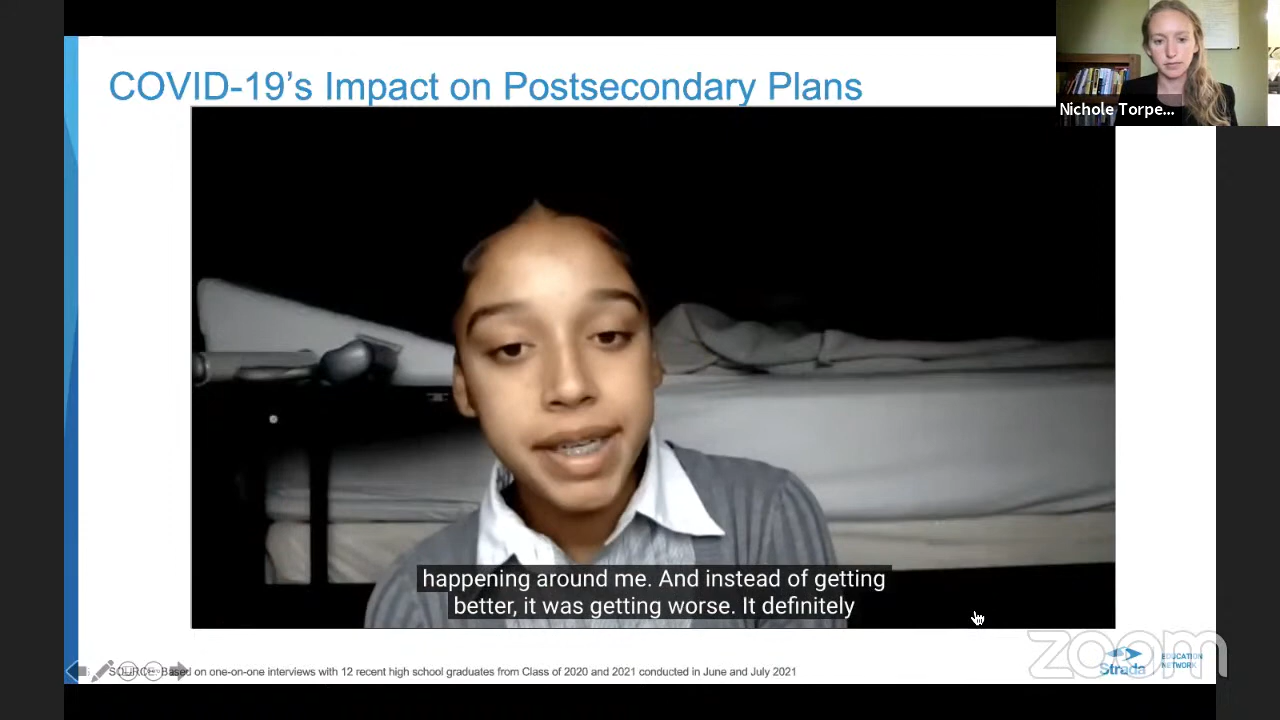 COVID-19’s Impact on Postsecondary Plans
Nichole Torpe...
happening around me. And instead of getting
better, it was getting worse. It definitely
SOURCE: Based on one-on-one interviews with 12 recent high school graduates from Class of 2020 and 2021 conducted in June and July 2021
zoom
Strada
EDUCATION
NETWORK